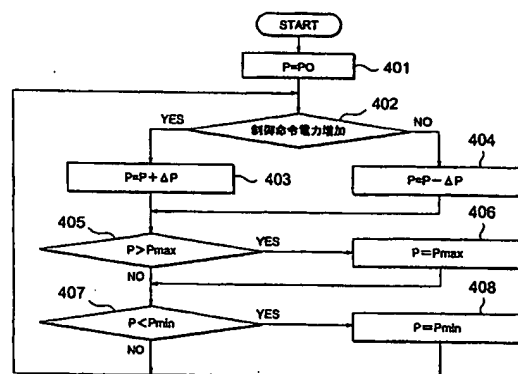 START
P=PO
401
402
YES
制御命令電力増加
NO
404
P=P+ΔP
403
P=P-ΔP
405
406
P>Pmax
YES
P=Pmax
NO
407
408
P<Pmin
YES
P=Pmin
NO